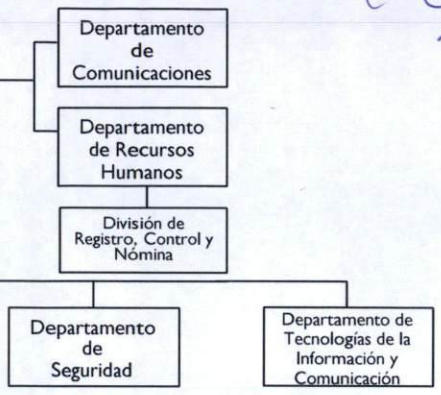 Departamento
de
Comunicaciones
Departamento
de Recursos
Humanos
División de
Registro, Control y
Nómina
Departamento
de
Seguridad
Departamento de
Tecnologías de la
Información y
Comunicación